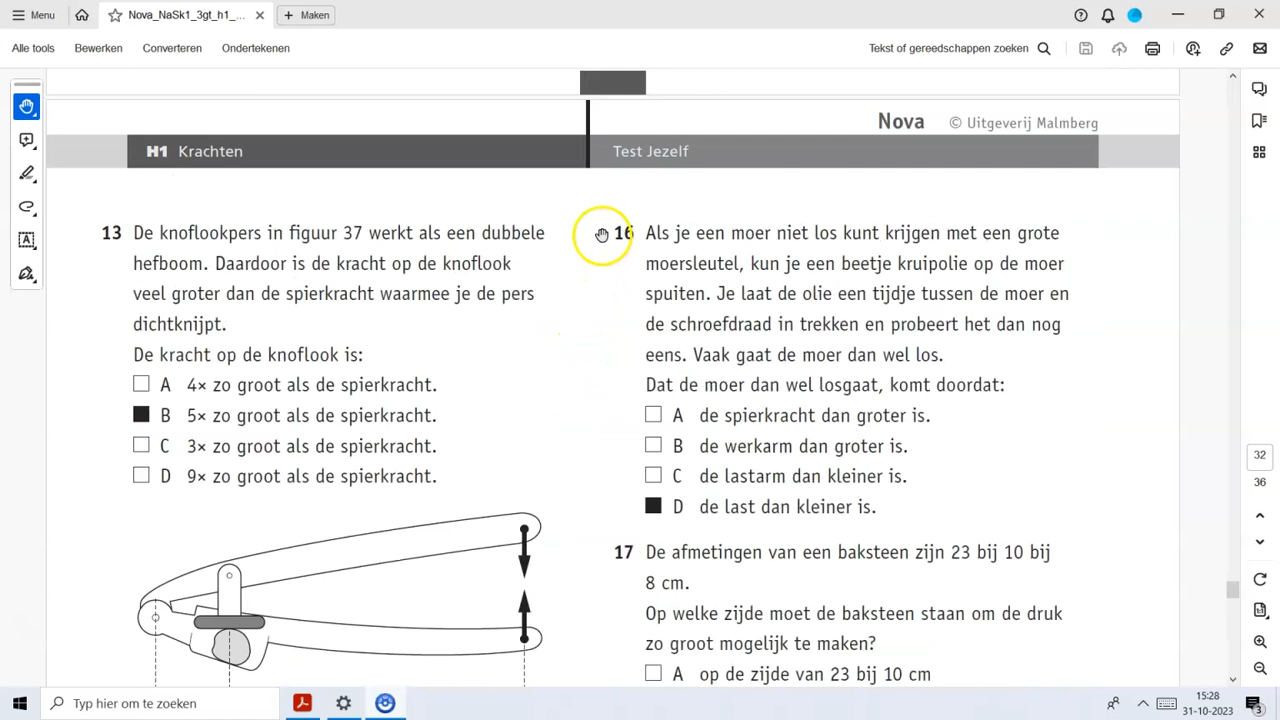 Menu
Nova_NaSk1_3gt_h1_...
Maken
Alle tools
Bewerken
Converteren
Ondertekenen
Tekst of gereedschappen zoeken
Nova © Uitgeverij Malmberg
H1 Krachten
Test Jezelf
13 De knoflookpers in figuur 37 werkt als een dubbele
hefboom. Daardoor is de kracht op de knoflook
veel groter dan de spierkracht waarmee je de pers
dichtknijpt.
De kracht op de knoflook is:
A 4× zo groot als de spierkracht.
B 5× zo groot als de spierkracht.
C 3× zo groot als de spierkracht.
D 9× zo groot als de spierkracht.
16 Als je een moer niet los kunt krijgen met een grote
moersleutel, kun je een beetje kruipolie op de moer
spuiten. Je laat de olie een tijdje tussen de moer en
de schroefdraad in trekken en probeert het dan nog
eens. Vaak gaat de moer dan wel los.
Dat de moer dan wel losgaat, komt doordat:
A de spierkracht dan groter is.
B de werkarm dan groter is.
C de lastarm dan kleiner is.
D de last dan kleiner is.
17 De afmetingen van een baksteen zijn 23 bij 10 bij
8 cm.
Op welke zijde moet de baksteen staan om de druk
zo groot mogelijk te maken?
A op de zijde van 23 bij 10 cm
32
36
Typ hier om te zoeken
15:28
31-10-2023
3